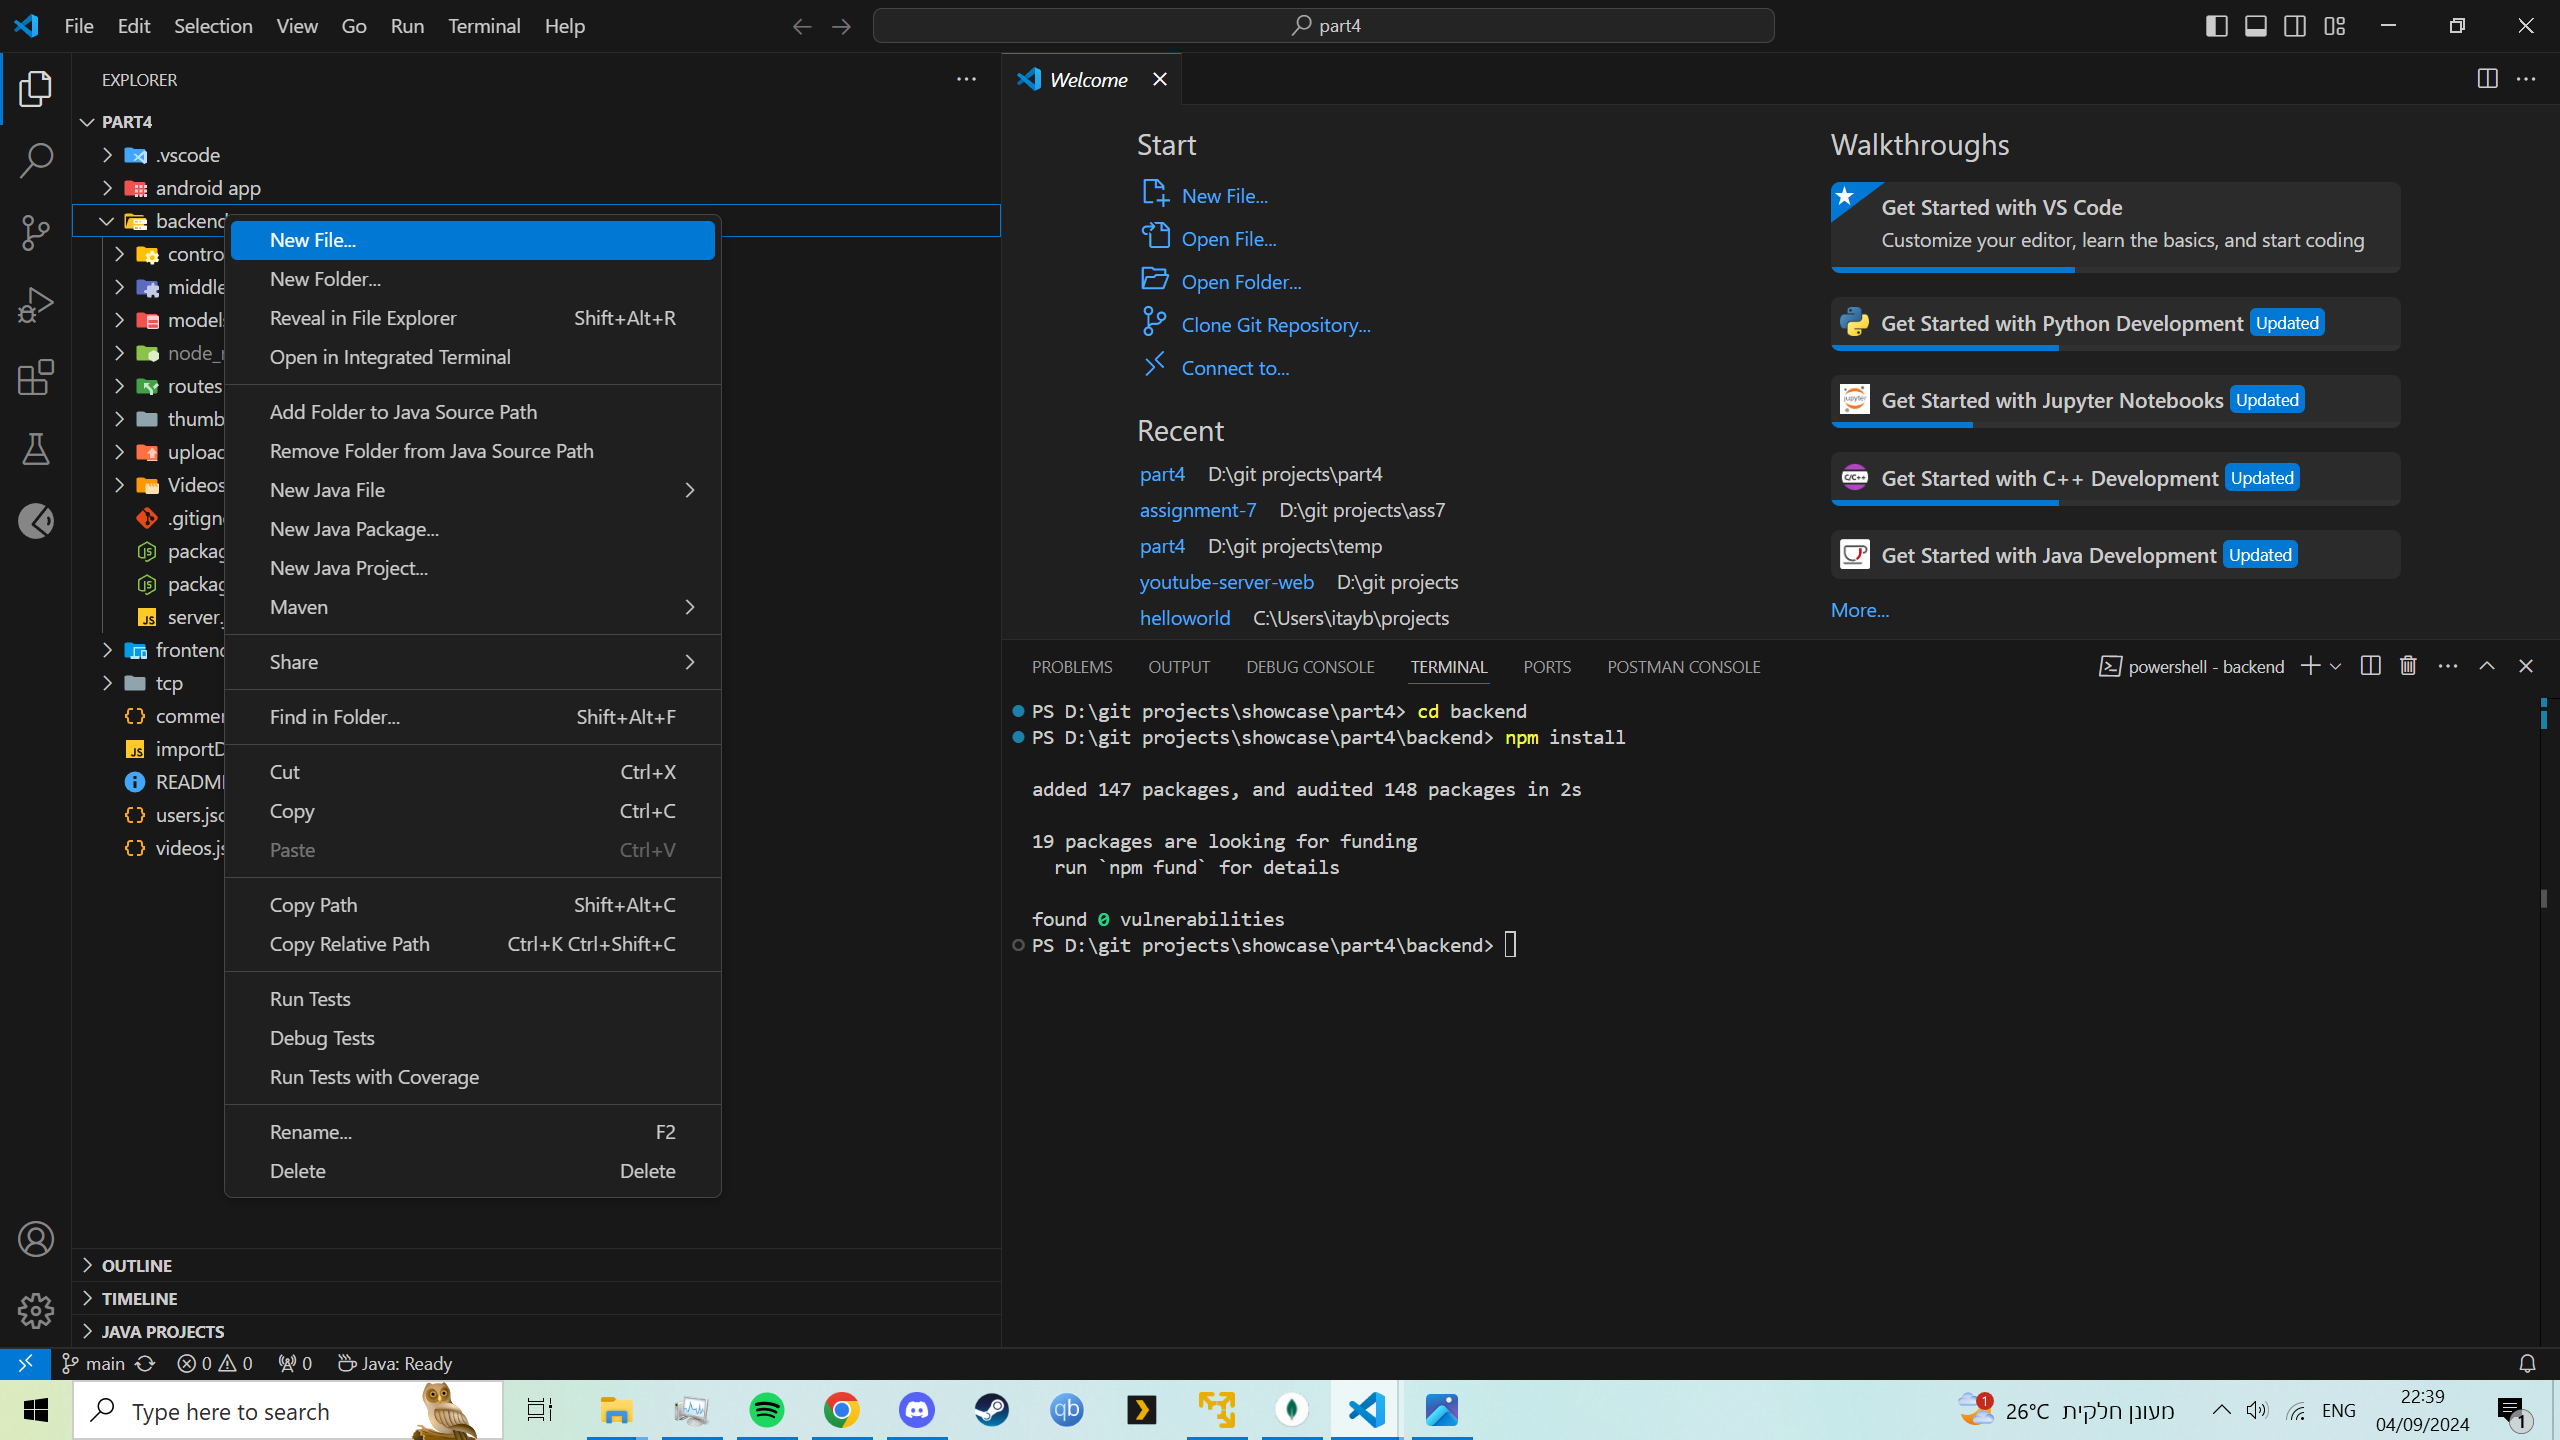 File Edit Selection View Go Run Terminal Help
part4
EXPLORER
PART4
.vscode
android app
backend
contro
middle
models
node_
routes
thumb
upload
Videos
.gitign
packag
packag
server.
frontend
tcp
commen
importD
README
users.jso
videos.js
New File...
New Folder...
Reveal in File Explorer Shift+Alt+R
Open in Integrated Terminal
Add Folder to Java Source Path
Remove Folder from Java Source Path
New Java File
New Java Package...
New Java Project...
Maven
Share
Find in Folder... Shift+Alt+F
Cut Ctrl+X
Copy Ctrl+C
Paste Ctrl+V
Copy Path Shift+Alt+C
Copy Relative Path Ctrl+K Ctrl+Shift+C
Run Tests
Debug Tests
Run Tests with Coverage
Rename... F2
Delete Delete
OUTLINE
TIMELINE
JAVA PROJECTS
Welcome
Start
New File...
Open File...
Open Folder...
Clone Git Repository...
Connect to...
Recent
part4 D:\git projects\part4
assignment-7 D:\git projects\ass7
part4 D:\git projects\temp
youtube-server-web D:\git projects
helloworld C:\Users\itayb\projects
Walkthroughs
Get Started with VS Code
Customize your editor, learn the basics, and start coding
Get Started with Python Development Updated
Get Started with Jupyter Notebooks Updated
Get Started with C++ Development Updated
Get Started with Java Development Updated
More...
PROBLEMS OUTPUT DEBUG CONSOLE TERMINAL PORTS POSTMAN CONSOLE
powershell - backend
PS D:\git projects\showcase\part4> cd backend
PS D:\git projects\showcase\part4\backend> npm install
added 147 packages, and audited 148 packages in 2s
19 packages are looking for funding
run `npm fund` for details
found 0 vulnerabilities
PS D:\git projects\showcase\part4\backend>
main 0 0 0 Java: Ready
Type here to search
qb
1
26°C מעונן חלקית
ENG
22:39
04/09/2024
1